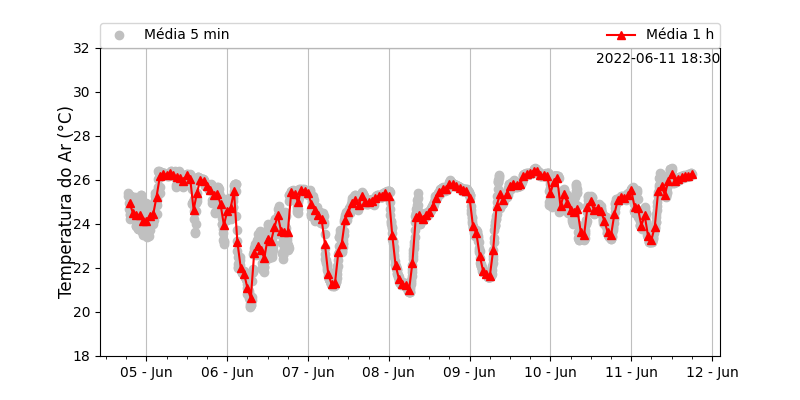 Média 5 min
Média 1 h
2022-06-11 18:30
Temperatura do Ar (°C)
32
30
28
26
24
22
20
18
05 - Jun
06 - Jun
07 - Jun
08 - Jun
09 - Jun
10 - Jun
11 - Jun
12 - Jun